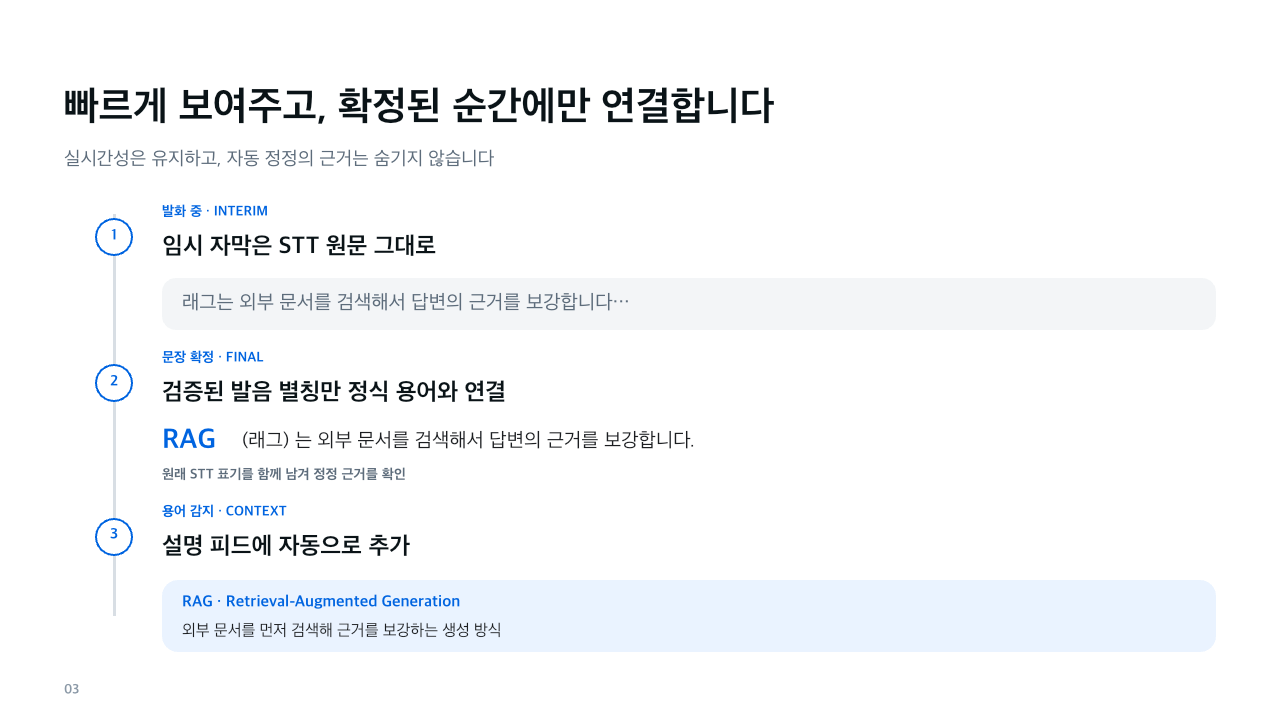 빠르게 보여주고, 확정된 순간에만 연결합니다
실시간성은 유지하고, 자동 정정의 근거는 숨기지 않습니다
1
발화 중 · INTERIM
임시 자막은 STT 원문 그대로
래그는 외부 문서를 검색해서 답변의 근거를 보강합니다…
2
문장 확정 · FINAL
검증된 발음 별칭만 정식 용어와 연결
RAG (래그) 는 외부 문서를 검색해서 답변의 근거를 보강합니다.
원래 STT 표기를 함께 남겨 정정 근거를 확인
3
용어 감지 · CONTEXT
설명 피드에 자동으로 추가
RAG · Retrieval-Augmented Generation
외부 문서를 먼저 검색해 근거를 보강하는 생성 방식
03